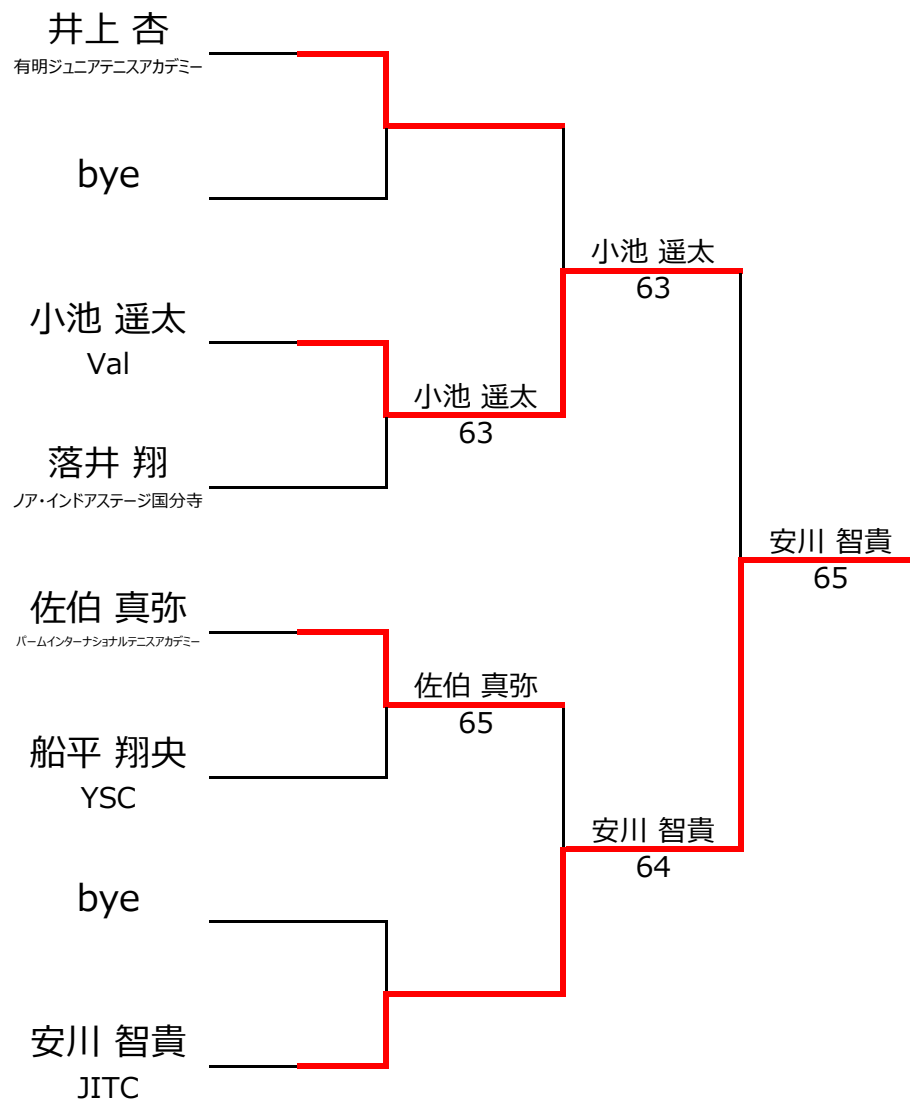 井上 杏
有明ジュニアテニスアカデミー
bye
小池 遥太
63
小池 遥太
Val
小池 遥太
63
落井 翔
ノア・インドアステージ国分寺
安川 智貴
65
佐伯 真弥
パームインターナショナルテニスアカデミー
佐伯 真弥
65
船平 翔央
YSC
安川 智貴
64
bye
安川 智貴
JITC